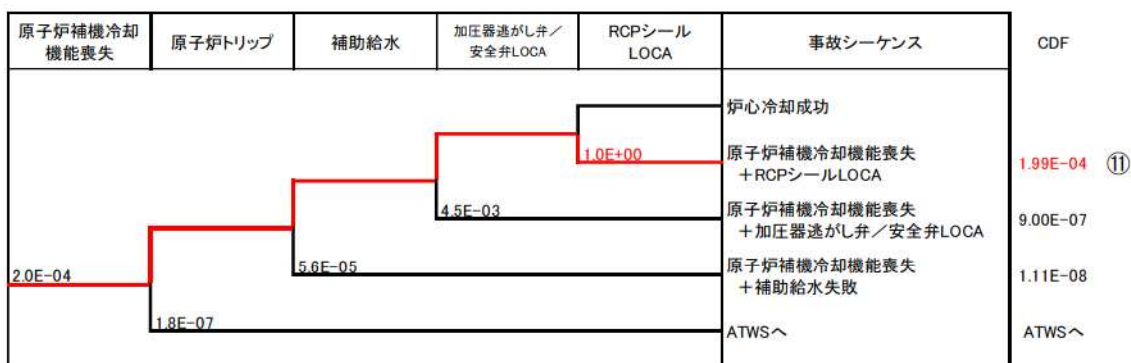 原子炉補機冷却
機能喪失
原子炉トリップ
補助給水
加圧器逃がし弁/
安全弁LOCA
RCPシール
LOCA
事故シーケンス
CDF
炉心冷却成功
1.0E+00
原子炉補機冷却機能喪失
+RCPシールLOCA
1.99E-04
⑪
4.5E-03
原子炉補機冷却機能喪失
+加圧器逃がし弁/安全弁LOCA
9.00E-07
2.0E-04
5.6E-05
原子炉補機冷却機能喪失
+補助給水失敗
1.11E-08
1.8E-07
ATWSへ
ATWSへ